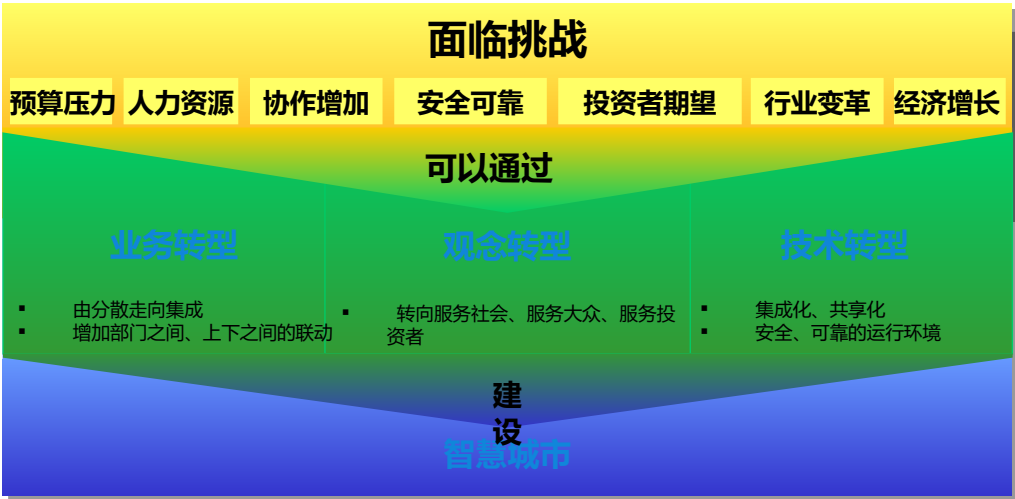 面临挑战
预算压力 人力资源 协作增加 安全可靠 投资者期望 行业变革 经济增长
可以通过
业务转型 观念转型 技术转型
▪ 由分散走向集成
▪ 增加部门之间、上下之间的联动
▪ 转向服务社会、服务大众、服务投
资者
▪ 集成化、共享化
▪ 安全、可靠的运行环境
建
设
智慧城市